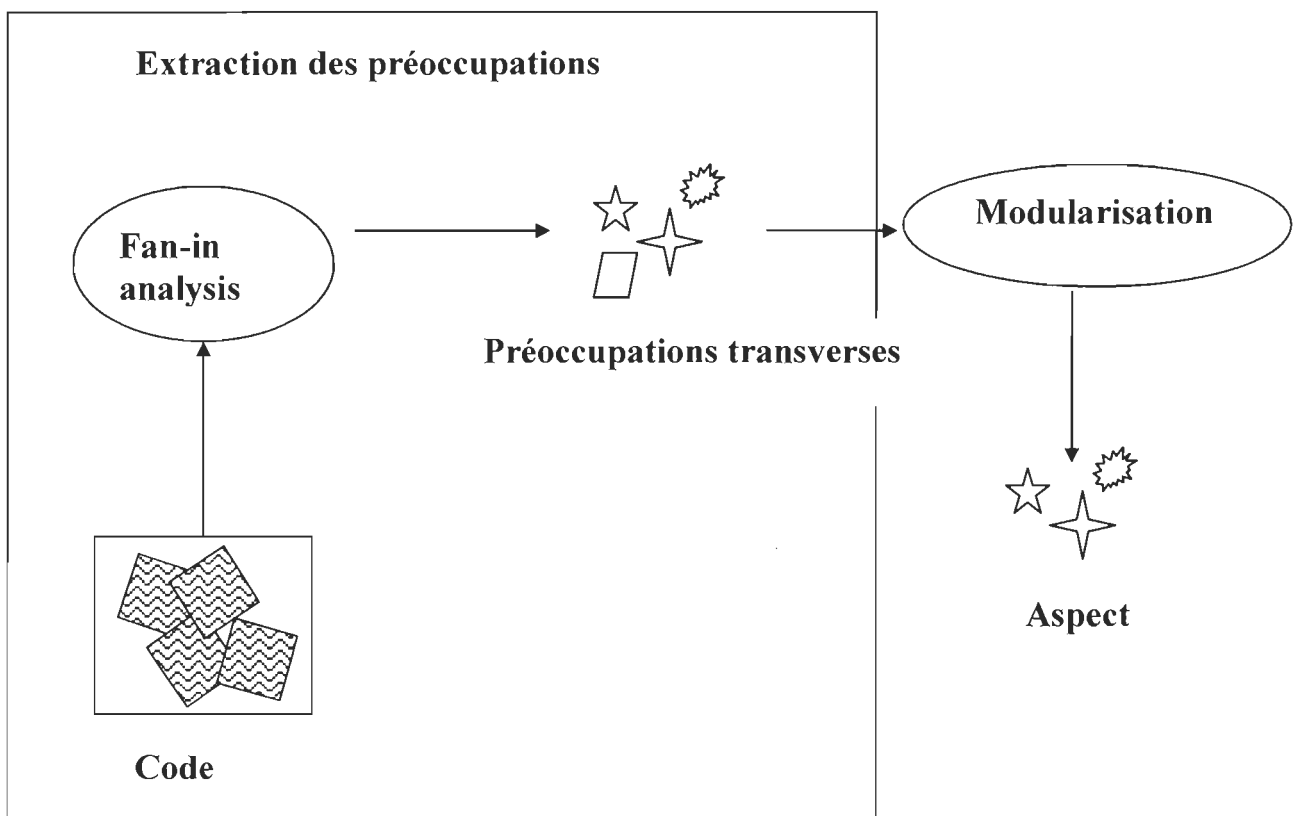 Extraction des préoccupations
Fan-in
analysis
Modularisation
Préoccupations transverses
Aspect
Code